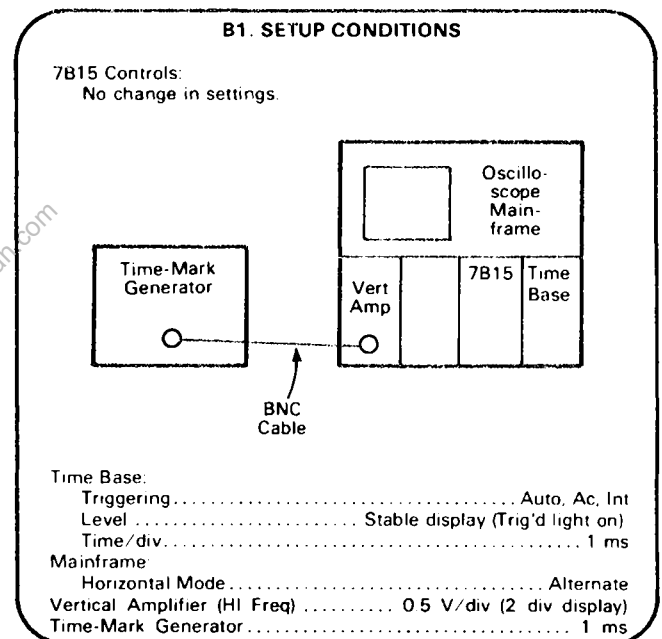 B1. SETUP CONDITIONS
7B15 Controls:
No change in settings.
Oscillo-
scope
Main-
frame
Time-Mark
Generator
Vert
Amp
7B15
Time
Base
BNC
Cable
Time Base:
Triggering.....................................Auto, Ac, Int
Level ........................ Stable display (Trig'd light on)
Time/div............................................. 1 ms
Mainframe
Horizontal Mode.................................. Alternate
Vertical Amplifier (HI Freq) .......... 0.5 V/div (2 div display)
Time-Mark Generator..................................... 1 ms